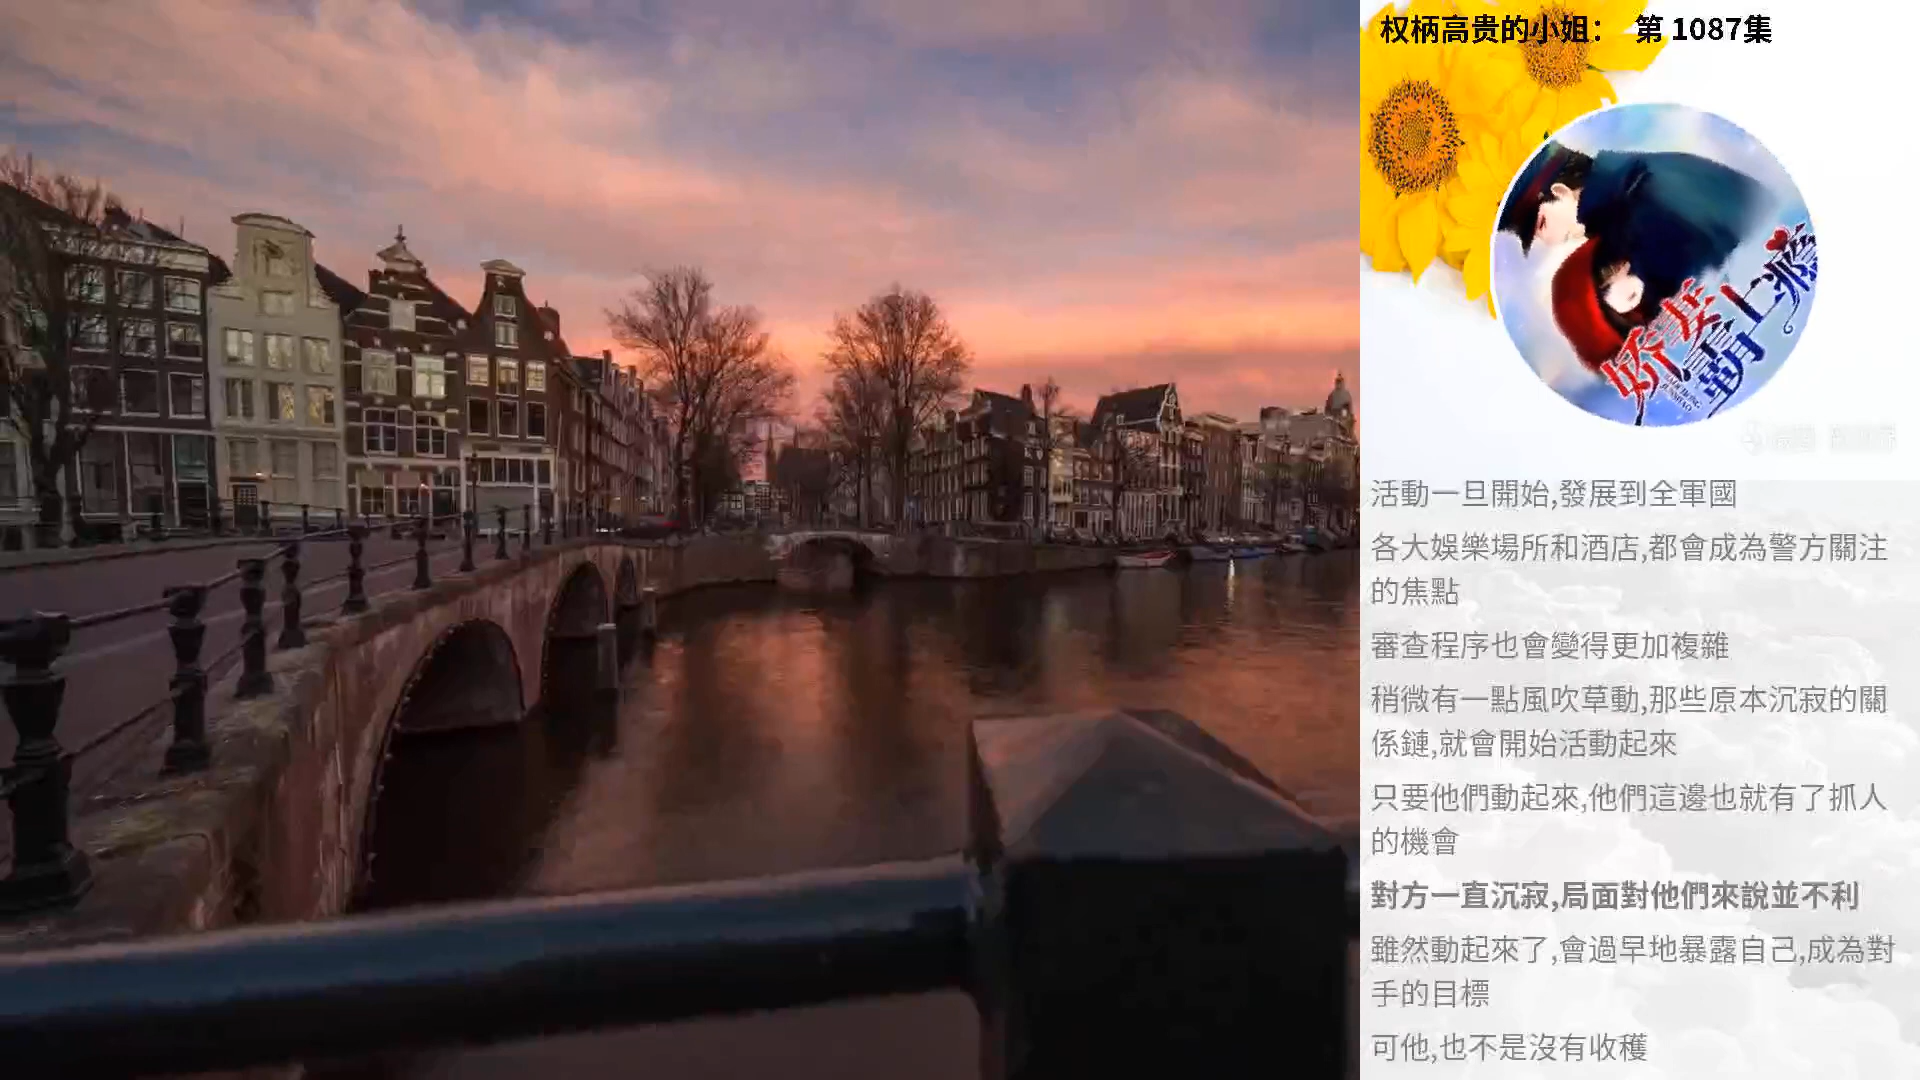 权柄高贵的小姐： 第 1087集
娇妻上瘾
霸
活動一旦開始,發展到全軍國
各大娛樂場所和酒店,都會成為警方關注
的焦點
審查程序也會變得更加複雜
稍微有一點風吹草動,那些原本沉寂的關
係鏈,就會開始活動起來
只要他們動起來,他們這邊也就有了抓人
的機會
對方一直沉寂,局面對他們來說並不利
雖然動起來了,會過早地暴露自己,成為對
手的目標
可他,也不是沒有收穫